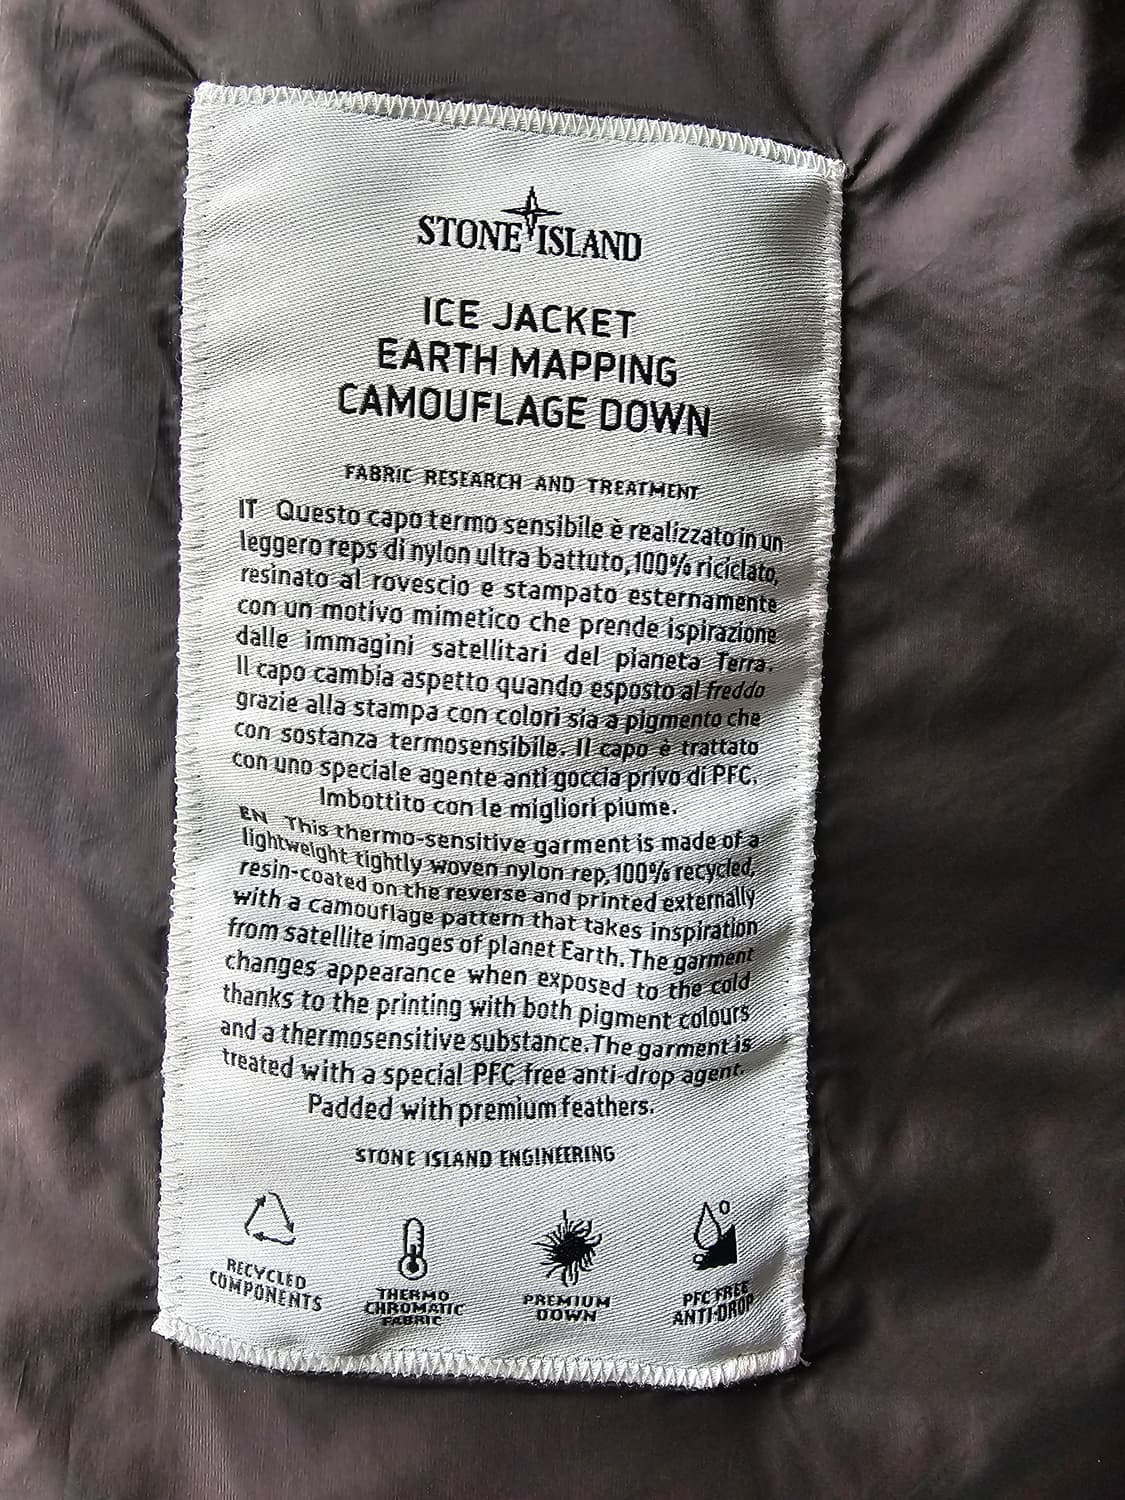 STONE ISLAND
ICE JACKET
EARTH MAPPING
CAMOUFLAGE DOWN
FABRIC RESEARCH AND TREATMENT
IT Questo capo termo sensibile è realizzato in un
leggero reps di nylon ultra battuto, 100% riciclato,
resinato al rovescio e stampato esternamente
con un motivo mimetico che prende ispirazione
dalle immagini satellitari del pianeta Terra.
Il capo cambia aspetto quando esposto al freddo
grazie alla stampa con colori sia a pigmento che
con sostanza termosensibile. Il capo è trattato
con uno speciale agente anti goccia privo di PFC.
Imbottito con le migliori piume.
EN This thermo-sensitive garment is made of a
lightweight tightly woven nylon rep, 100% recycled,
resin-coated on the reverse and printed externally
with a camouflage pattern that takes inspiration
from satellite images of planet Earth. The garment
changes appearance when exposed to the cold
thanks to the printing with both pigment colours
and a thermosensitive substance. The garment is
treated with a special PFC free anti-drop agent.
Padded with premium feathers.
STONE ISLAND ENGINEERING
RECYCLED
COMPONENTS
THERMO
CHROMATIC
FABRIC
PREMIUM
DOWN
PFC FREE
ANTI-DROP